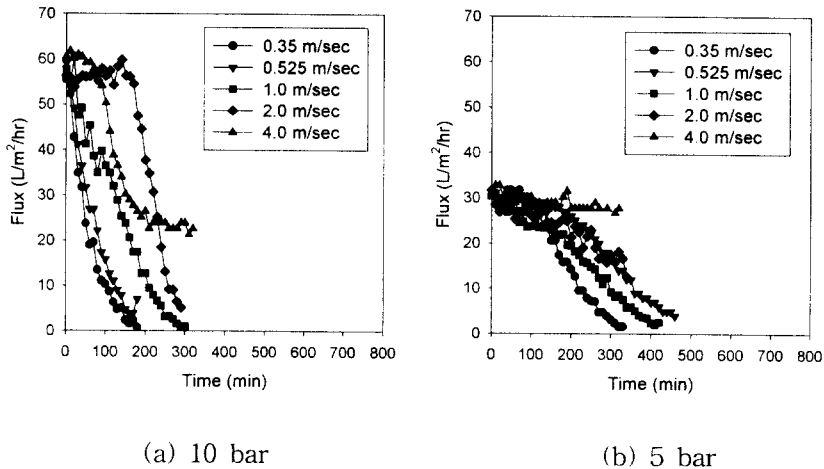 70
60
50
40
30
20
10
0
Flux (L/m²/hr)
0 100 200 300 400 500 600 700 800
Time (min)
0.35 m/sec
0.525 m/sec
1.0 m/sec
2.0 m/sec
4.0 m/sec
(a) 10 bar
70
60
50
40
30
20
10
0
Flux (L/m²/hr)
0 100 200 300 400 500 600 700 800
Time (min)
0.35 m/sec
0.525 m/sec
1.0 m/sec
2.0 m/sec
4.0 m/sec
(b) 5 bar